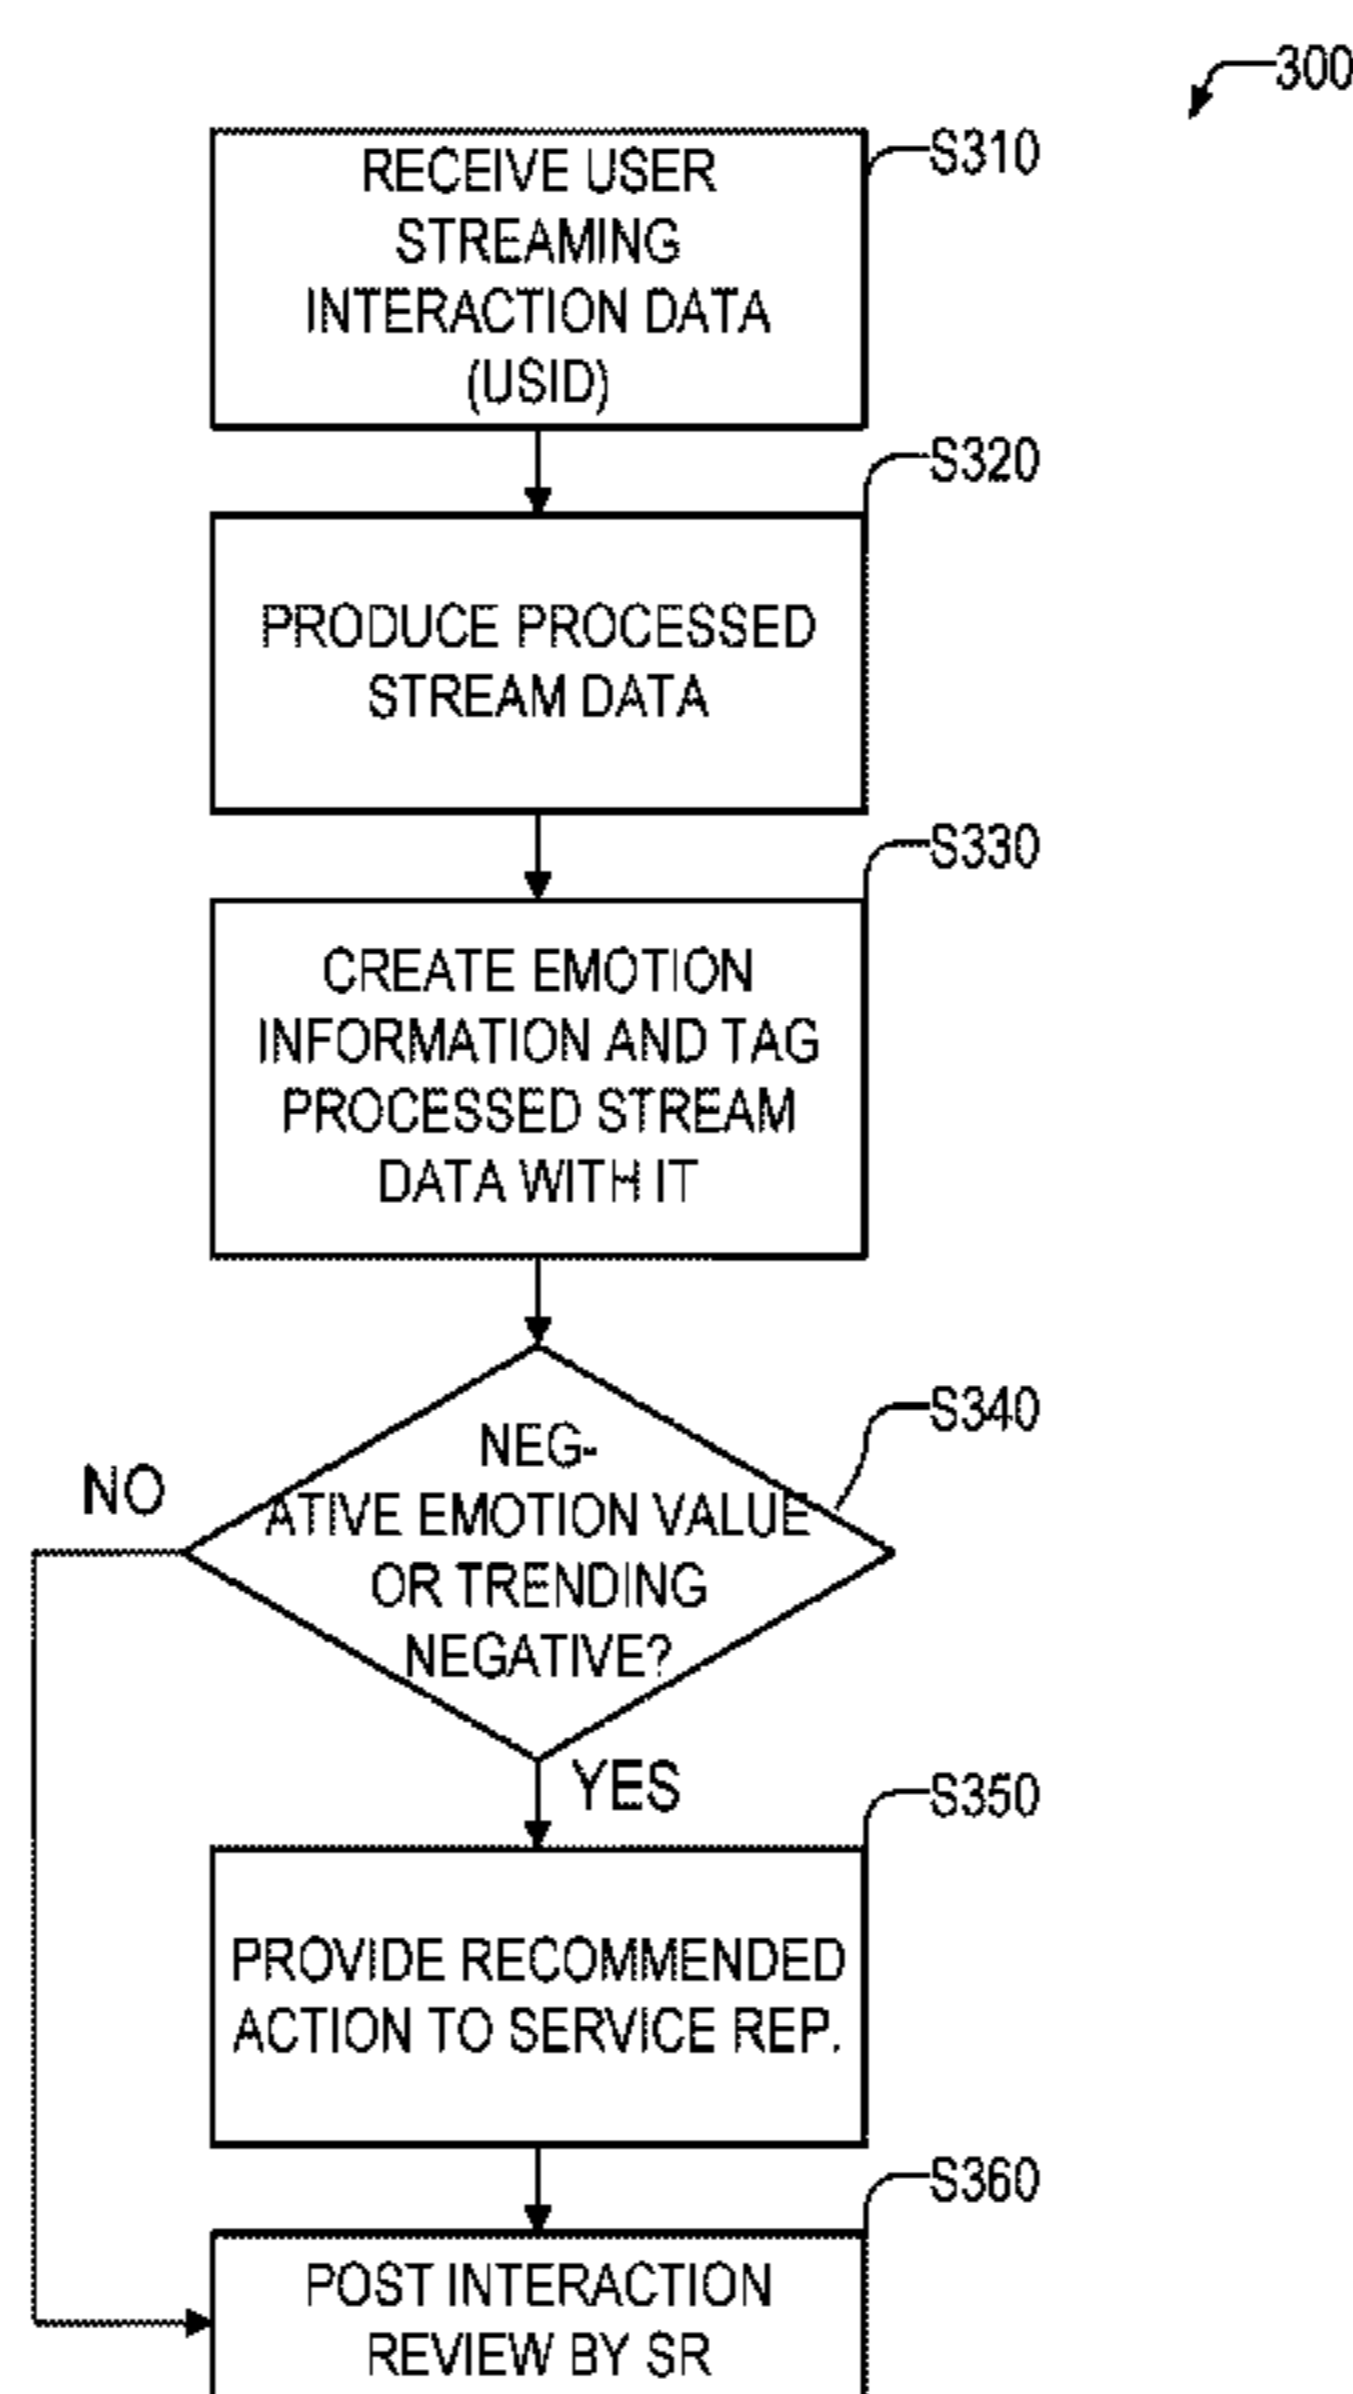 300
S310
RECEIVE USER
STREAMING
INTERACTION DATA
(USID)
S320
PRODUCE PROCESSED
STREAM DATA
S330
CREATE EMOTION
INFORMATION AND TAG
PROCESSED STREAM
DATA WITH IT
S340
NEG-
ATIVE EMOTION VALUE
OR TRENDING
NEGATIVE?
NO
YES
S350
PROVIDE RECOMMENDED
ACTION TO SERVICE REP.
S360
POST INTERACTION
REVIEW BY SR